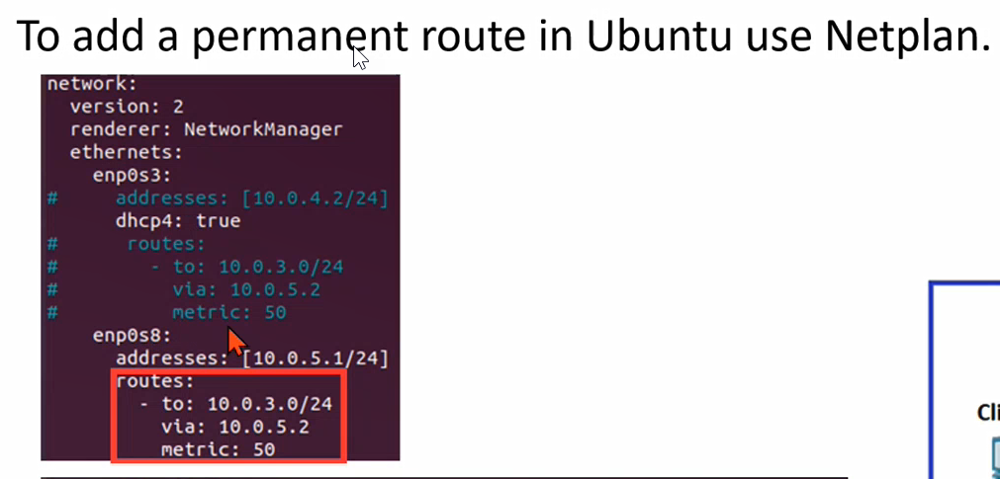 To add a permanent route in Ubuntu use Netplan.
network:
  version: 2
  renderer: NetworkManager
  ethernets:
    enp0s3:
#     addresses: [10.0.4.2/24]
      dhcp4: true
#      routes:
#        - to: 10.0.3.0/24
#          via: 10.0.5.2
#          metric: 50
    enp0s8:
      addresses: [10.0.5.1/24]
      routes:
        - to: 10.0.3.0/24
          via: 10.0.5.2
          metric: 50